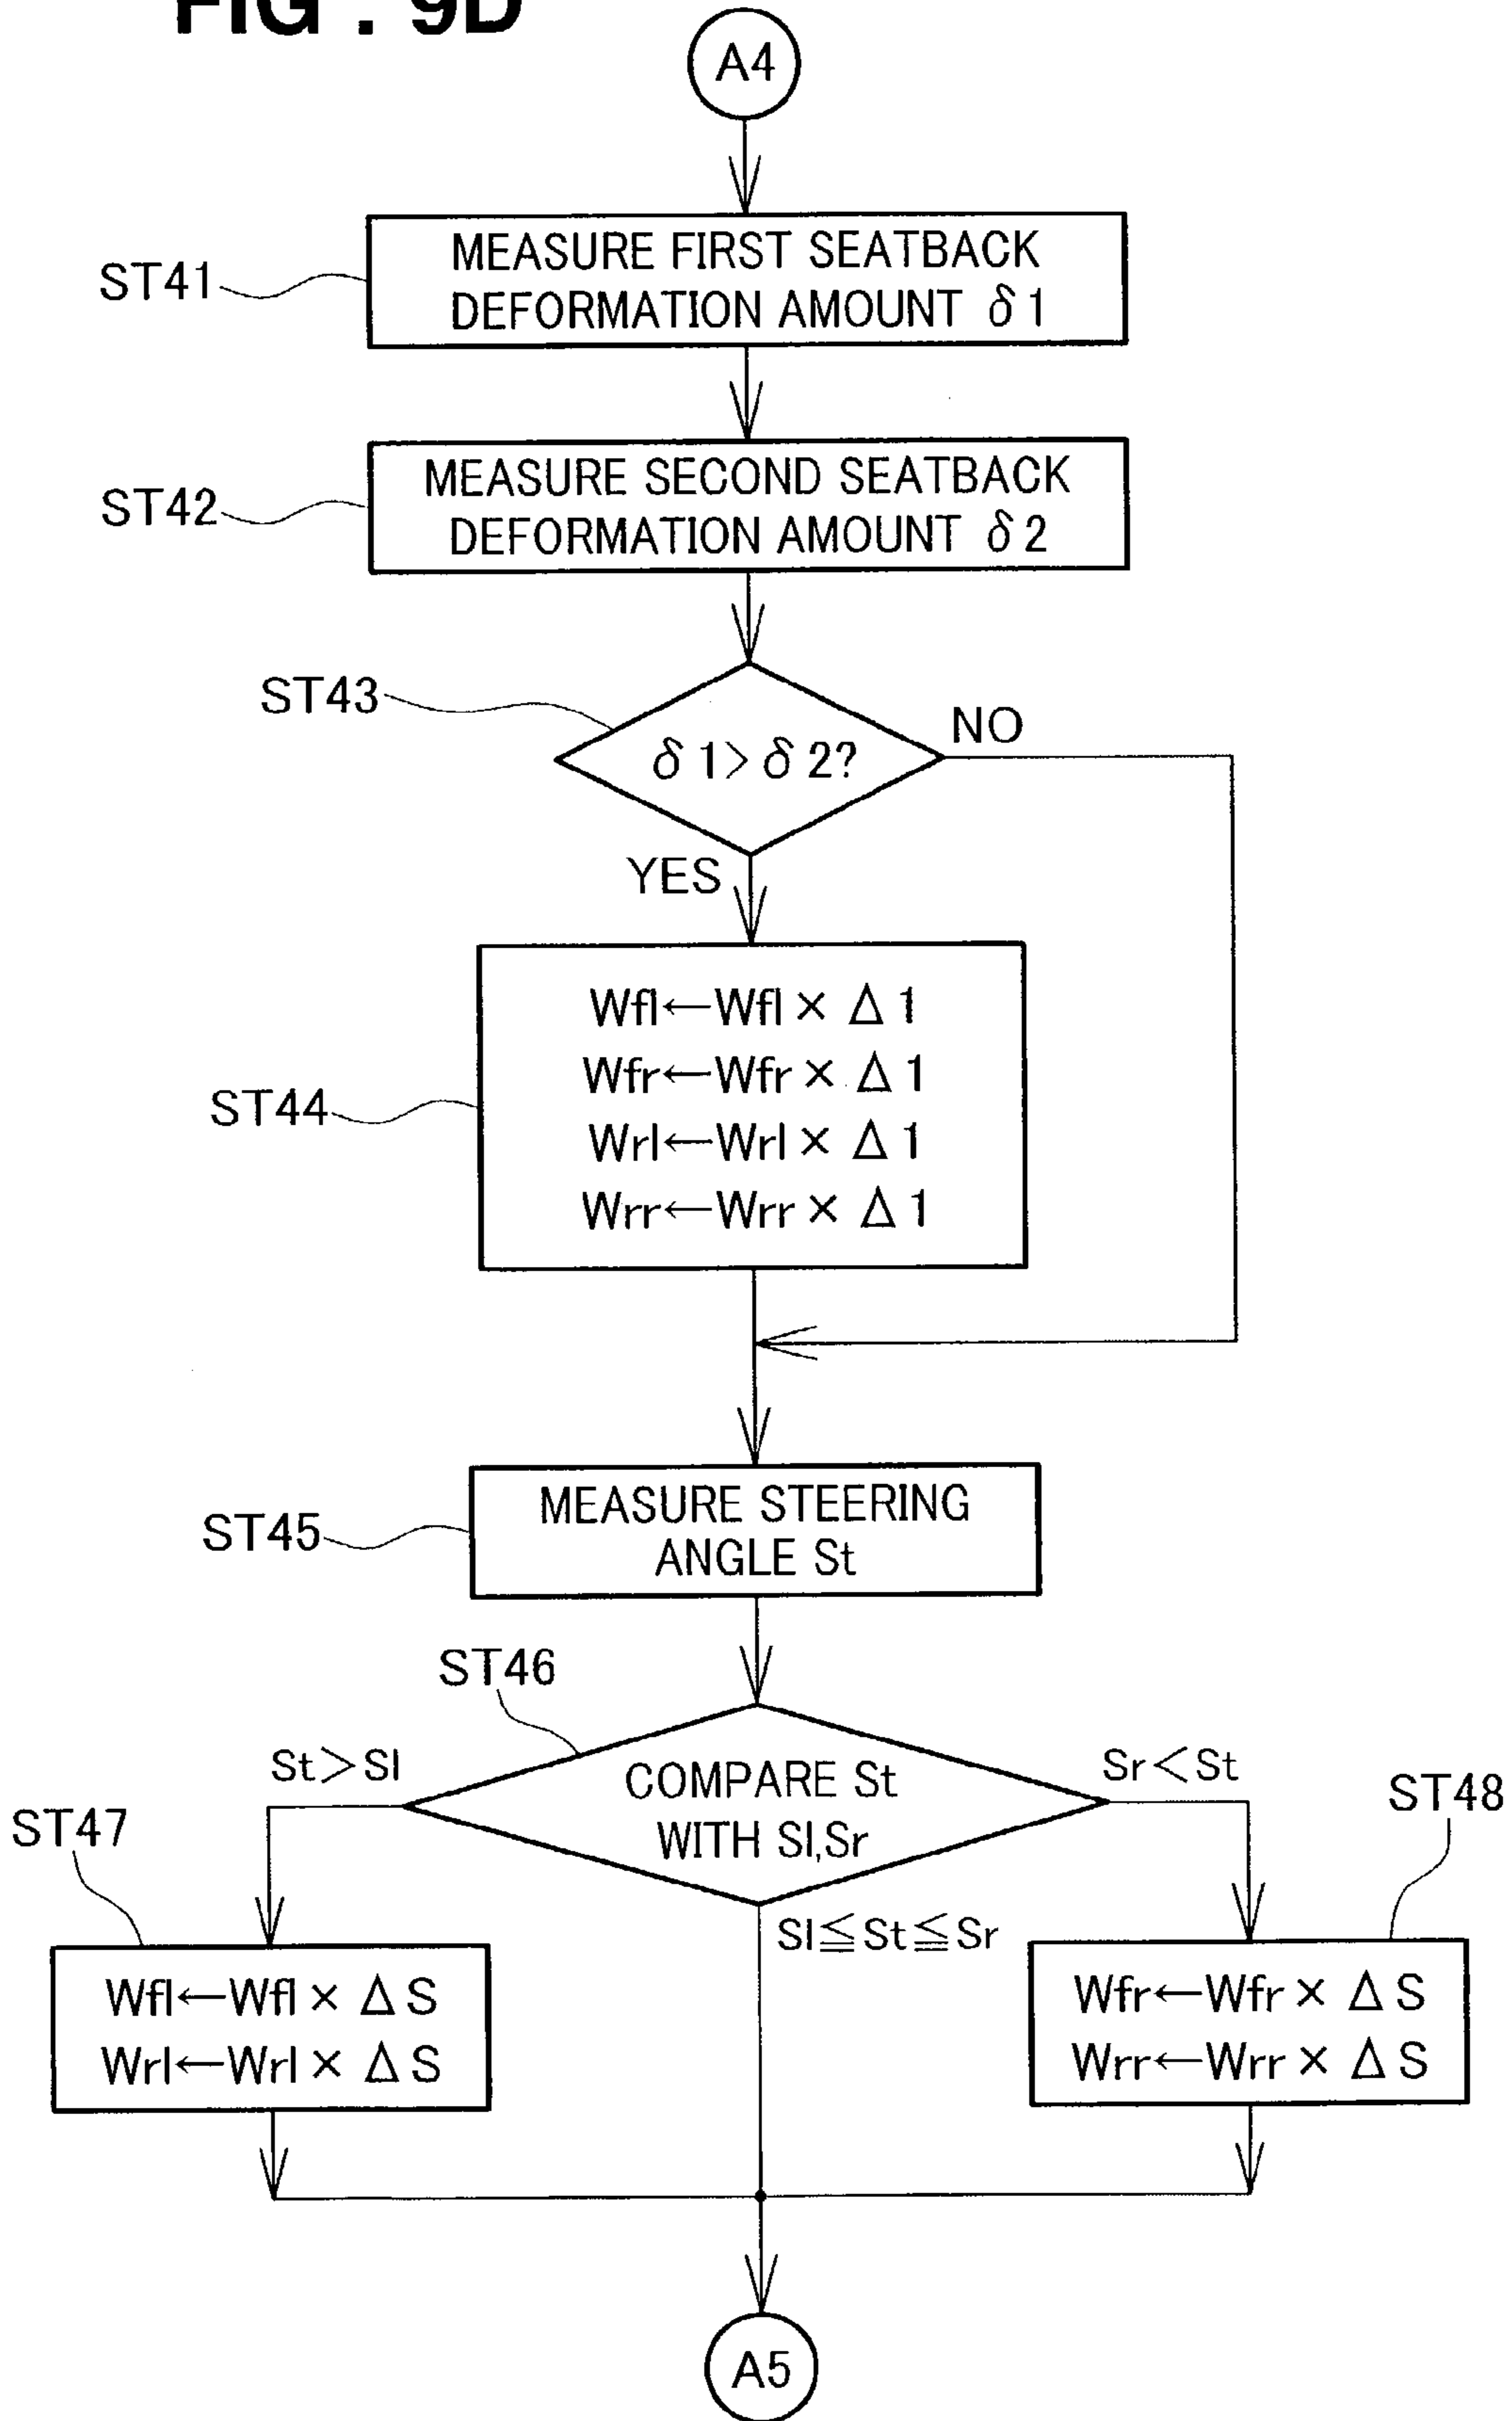 FIG . 9D
A4
ST41
MEASURE FIRST SEATBACK
DEFORMATION AMOUNT δ1
ST42
MEASURE SECOND SEATBACK
DEFORMATION AMOUNT δ2
ST43
δ1>δ2?
NO
YES
ST44
Wfl←Wfl × Δ1
Wfr←Wfr × Δ1
Wrl←Wrl × Δ1
Wrr←Wrr × Δ1
ST45
MEASURE STEERING
ANGLE St
ST46
St>Sl
COMPARE St
WITH Sl,Sr
Sr<St
ST47
ST48
Sl≦St≦Sr
Wfl←Wfl × ΔS
Wrl←Wrl × ΔS
Wfr←Wfr × ΔS
Wrr←Wrr × ΔS
A5